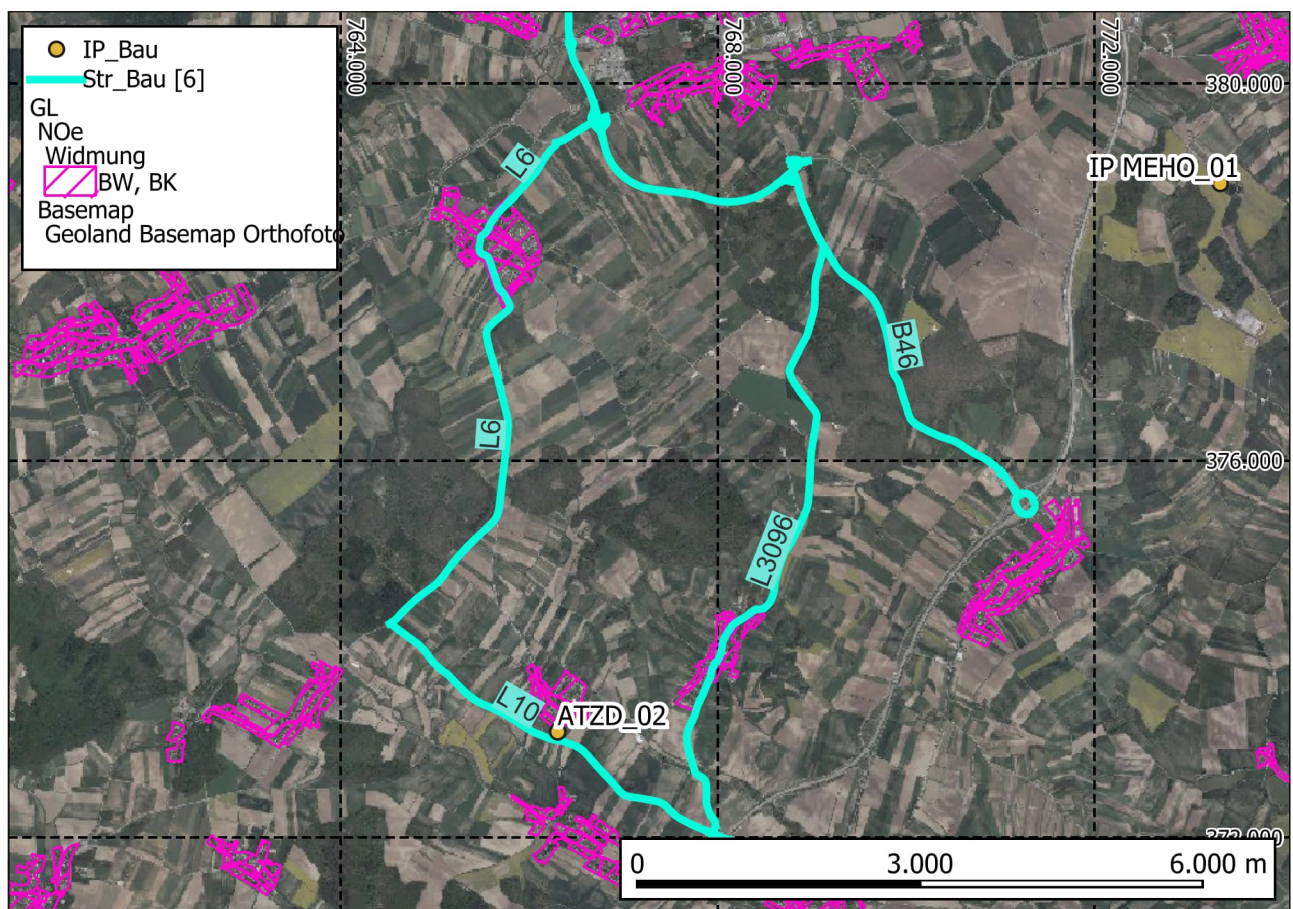 IP_Bau
Str_Bau [6]
GL
NOe
Widmung
BW, BK
Basemap
Geoland Basemap Orthofoto
764.000
768.000
772.000
380.000
IP MEHO_01
L6
B46
L6
376.000
L3096
L10
ATZD_02
372.000
0 3.000 6.000 m